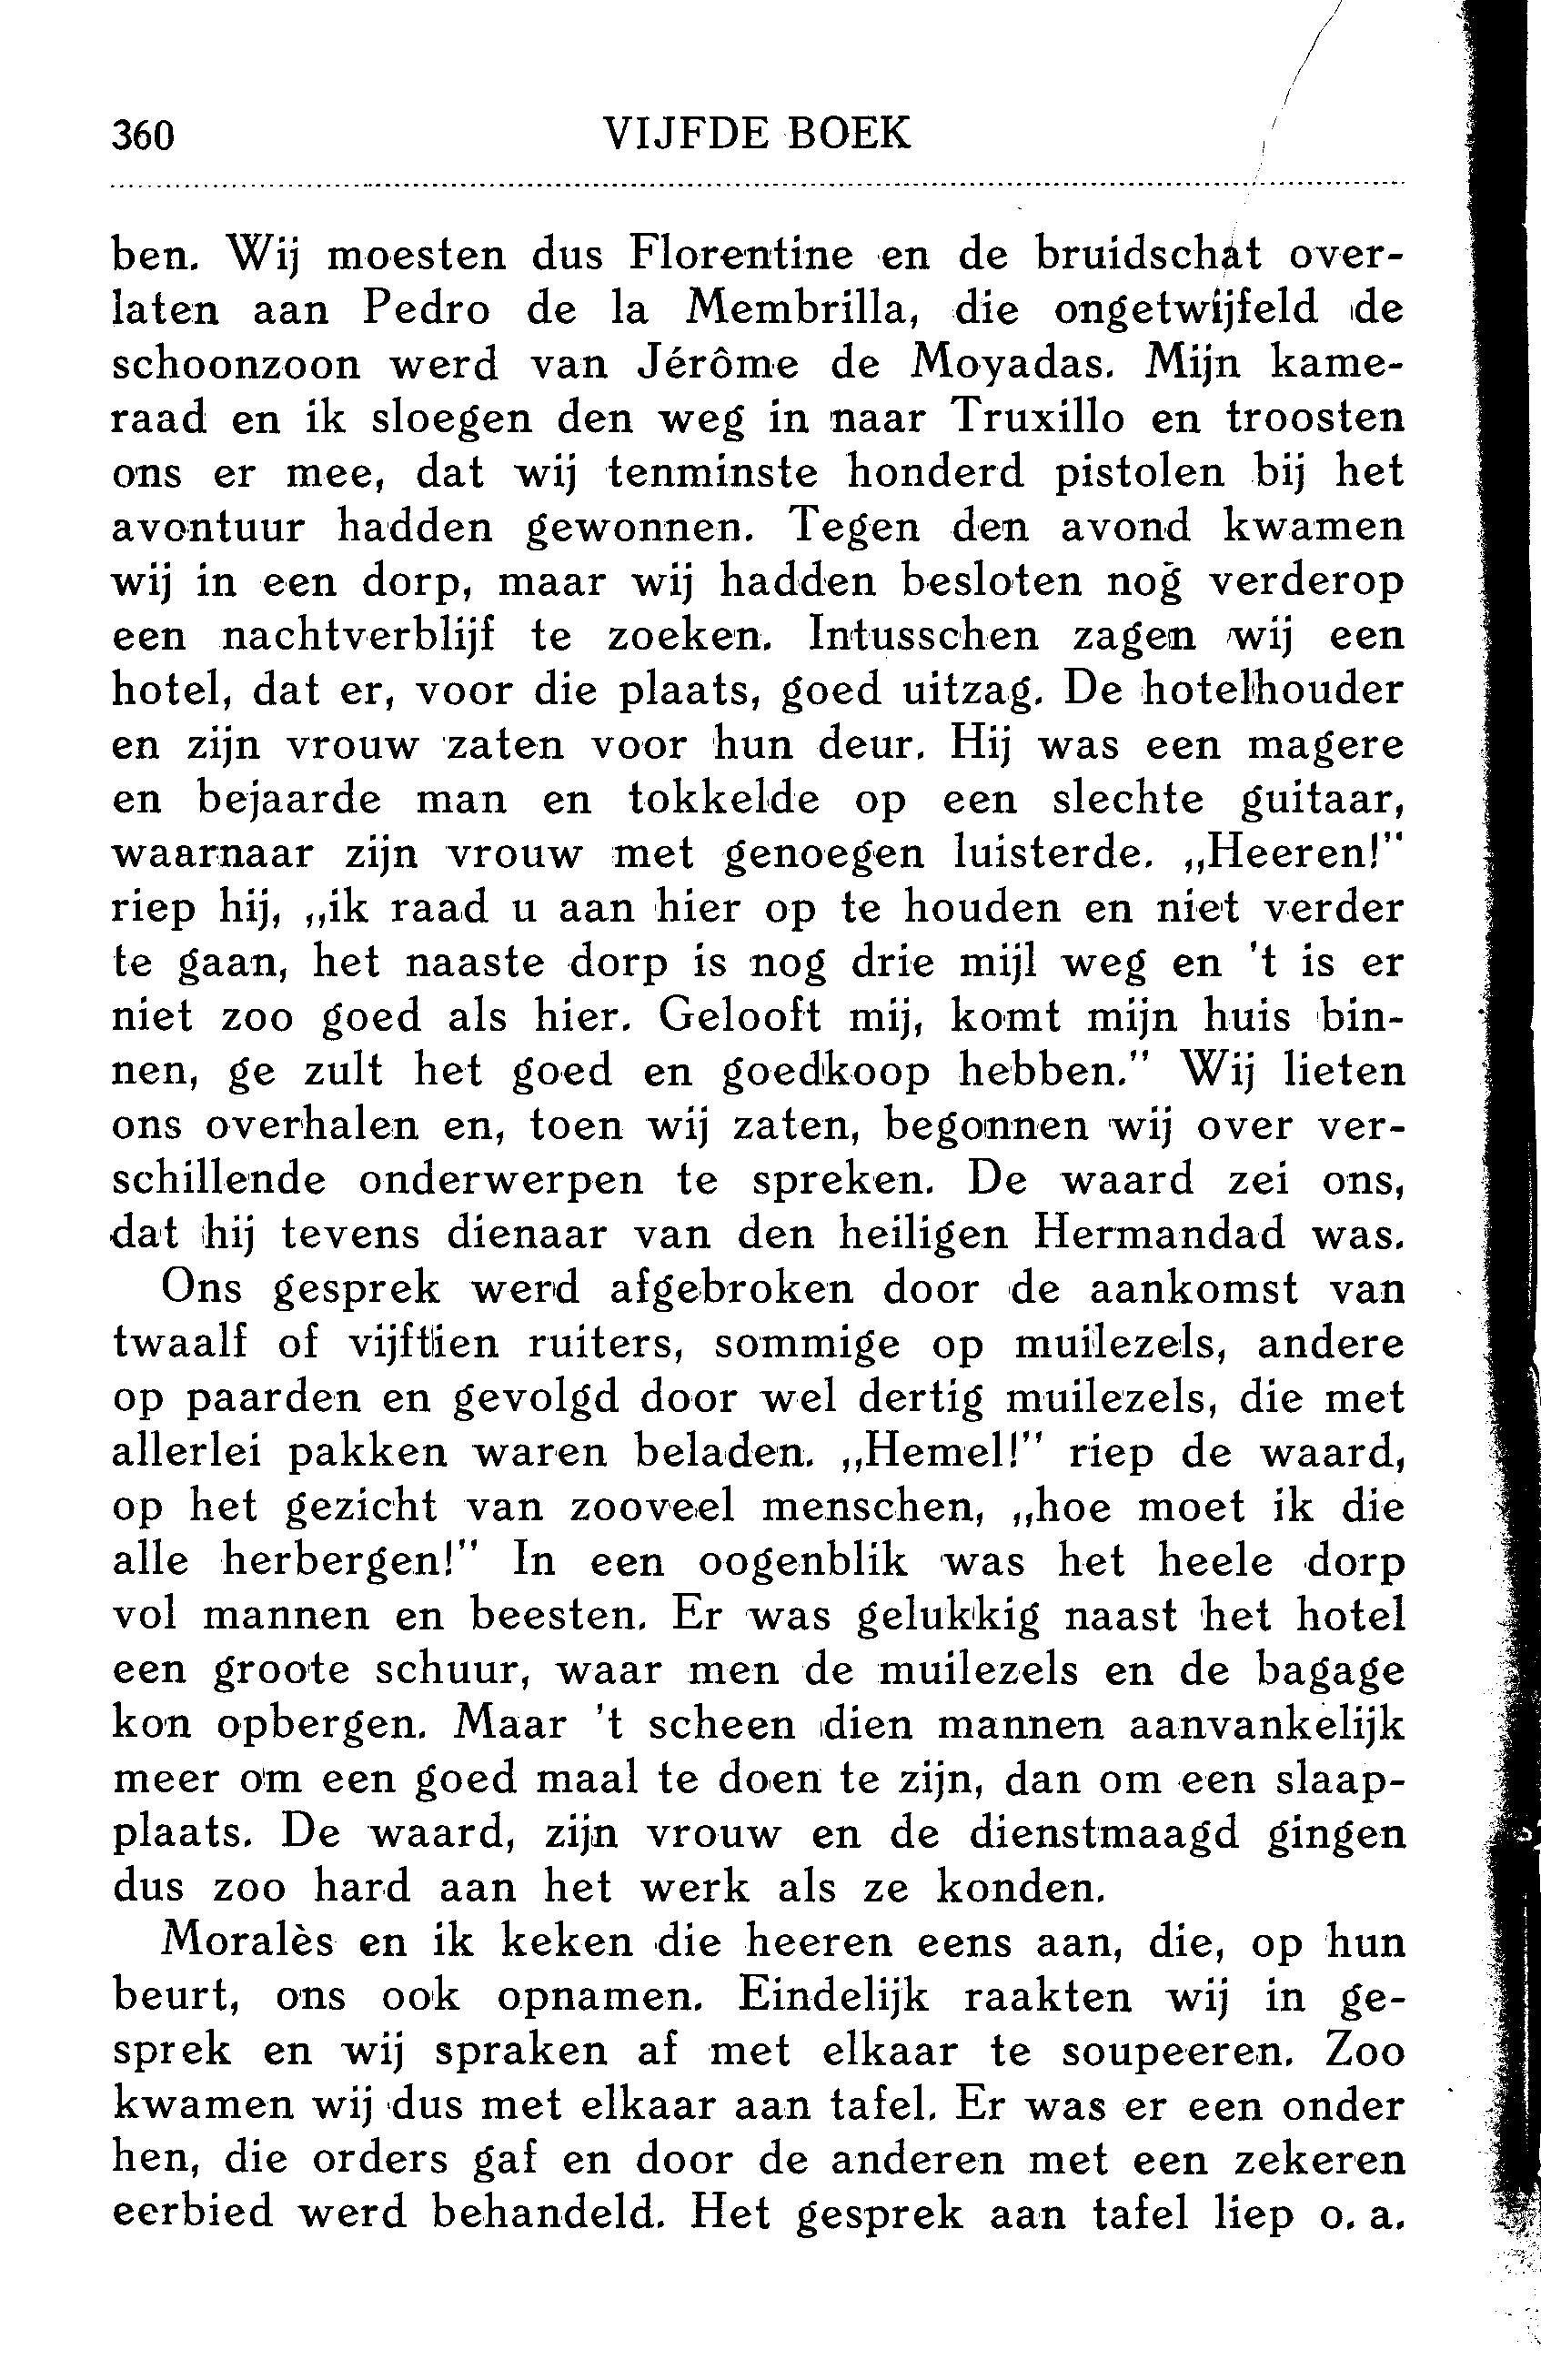 360
VIJFDE BOEK
ben. Wij moesten dus Florentine en de bruidschat over-
laten aan Pedro de la Membrilla, die ongetwijfeld de
schoonzoon werd van Jérôme de Moyadas. Mijn kame-
raad en ik sloegen den weg in naar Truxillo en troosten
ons er mee, dat wij tenminste honderd pistolen bij het
avontuur hadden gewonnen. Tegen den avond kwamen
wij in een dorp, maar wij hadden besloten nog verderop
een nachtverblijf te zoeken. Intusschen zagen wij een
hotel, dat er, voor die plaats, goed uitzag. De hotelhouder
en zijn vrouw zaten voor hun deur. Hij was een magere
en bejaarde man en tokkelde op een slechte guitaar,
waarnaar zijn vrouw met genoegen luisterde. „Heeren!”
riep hij, „ik raad u aan hier op te houden en niet verder
te gaan, het naaste dorp is nog drie mijl weg en 't is er
niet zoo goed als hier. Gelooft mij, komt mijn huis bin-
nen, ge zult het goed en goedkoop hebben.” Wij lieten
ons overhalen en, toen wij zaten, begonnen wij over ver-
schillende onderwerpen te spreken. De waard zei ons,
dat hij tevens dienaar van den heiligen Hermandad was.
Ons gesprek werd afgebroken door de aankomst van
twaalf of vijftien ruiters, sommige op muilezels, andere
op paarden en gevolgd door wel dertig muilezels, die met
allerlei pakken waren beladen. „Hemel!” riep de waard,
op het gezicht van zooveel menschen, „hoe moet ik die
alle herbergen!” In een oogenblik was het heele dorp
vol mannen en beesten. Er was gelukkig naast het hotel
een groote schuur, waar men de muilezels en de bagage
kon opbergen. Maar 't scheen dien mannen aanvankelijk
meer om een goed maal te doen te zijn, dan om een slaap-
plaats. De waard, zijn vrouw en de dienstmaagd gingen
dus zoo hard aan het werk als ze konden.
Moralès en ik keken die heeren eens aan, die, op hun
beurt, ons ook opnamen. Eindelijk raakten wij in ge-
sprek en wij spraken af met elkaar te soupeeren. Zoo
kwamen wij dus met elkaar aan tafel. Er was er een onder
hen, die orders gaf en door de anderen met een zekeren
eerbied werd behandeld. Het gesprek aan tafel liep o. a.